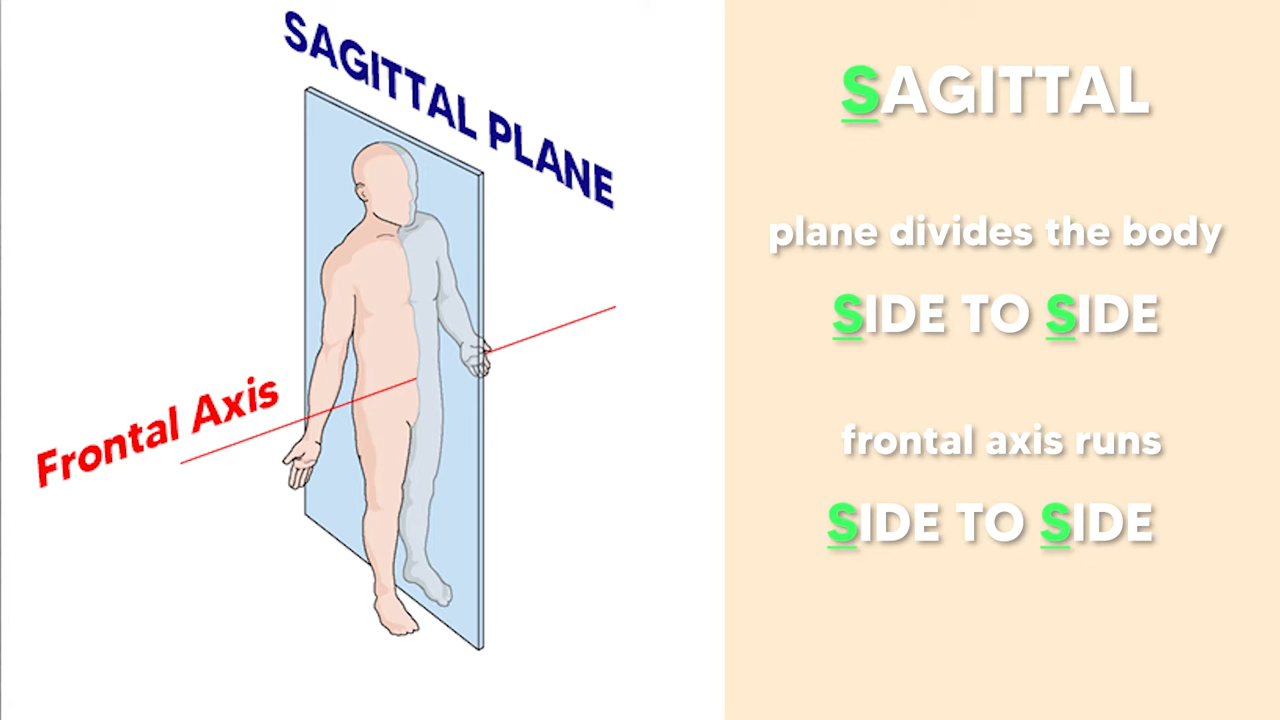 SAGITTAL PLANE
Frontal Axis
SAGITTAL
plane divides the body
SIDE TO SIDE
frontal axis runs
SIDE TO SIDE